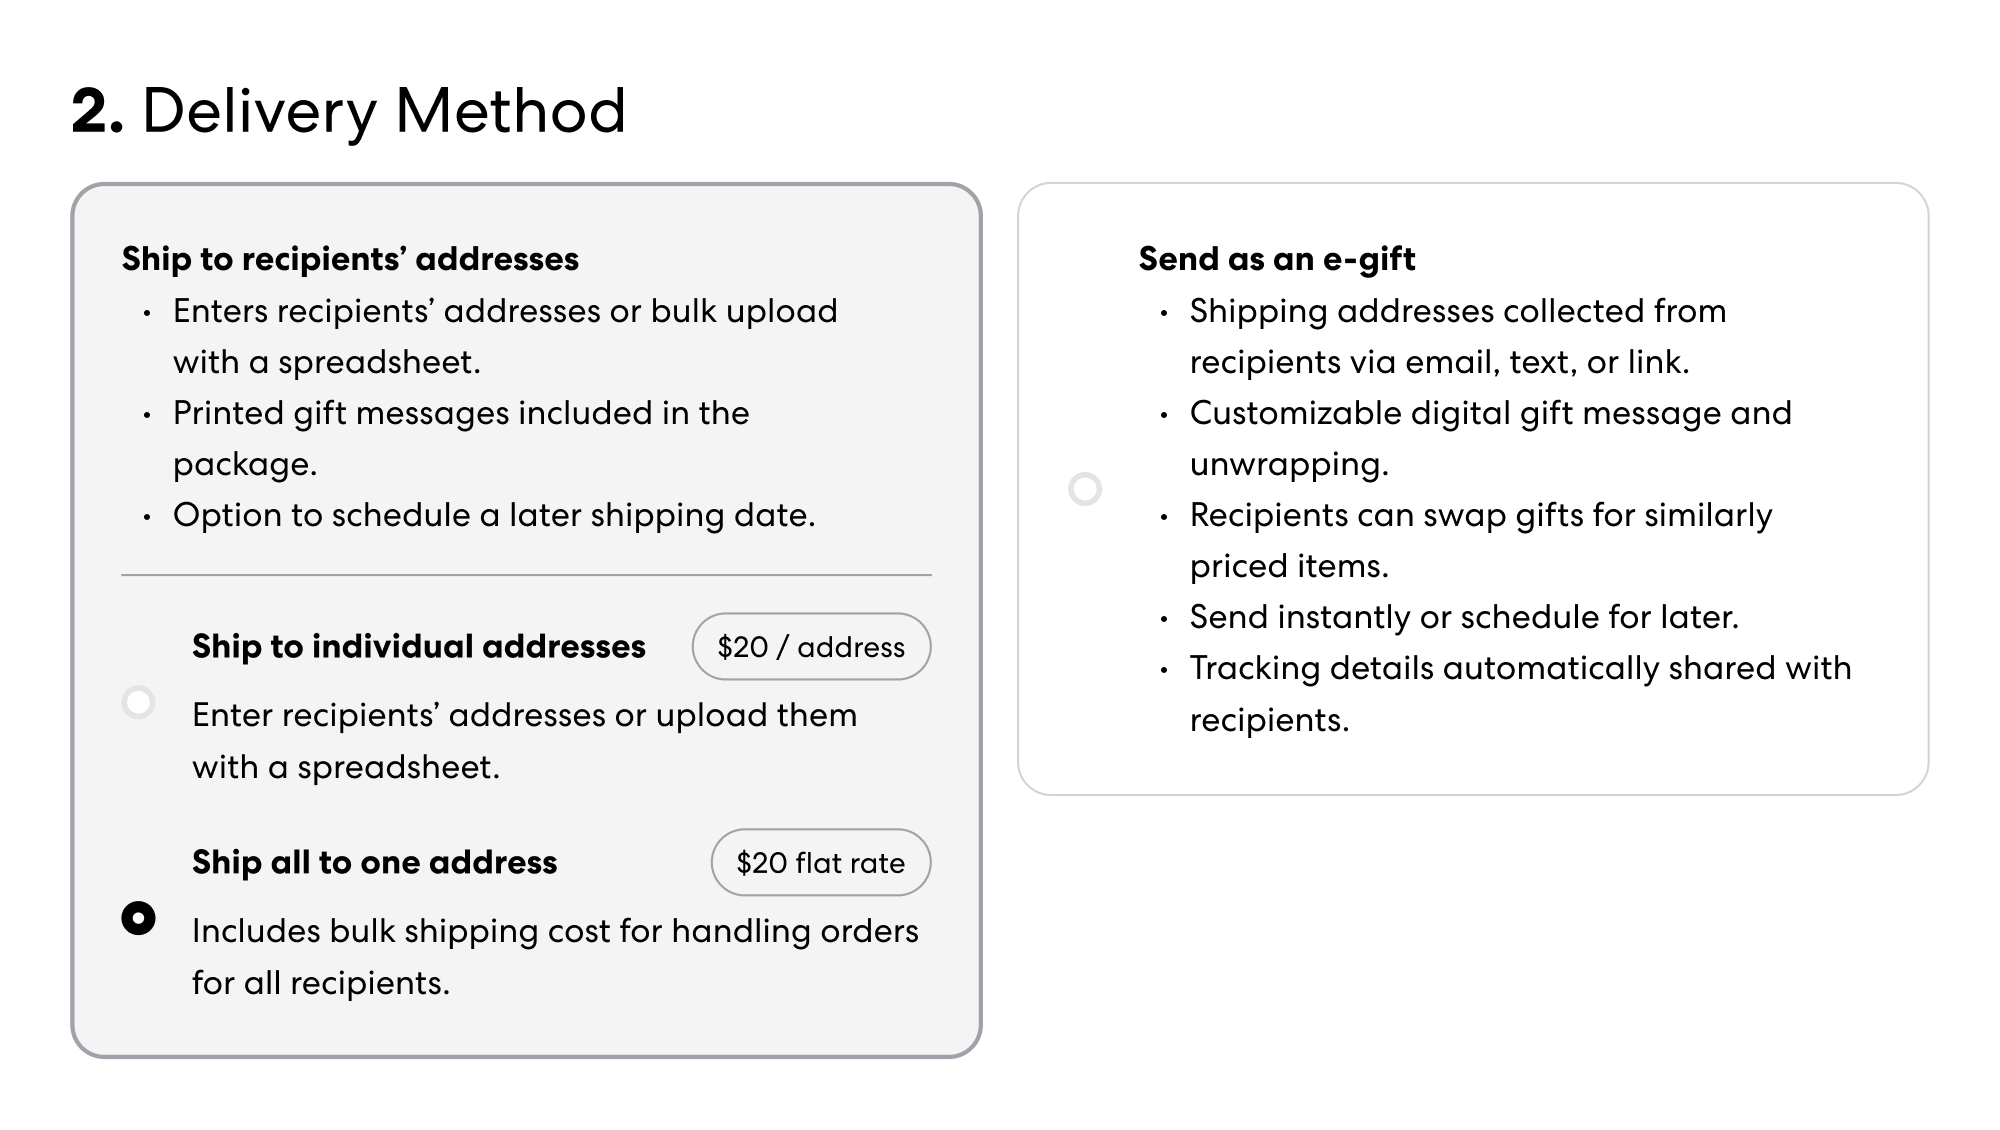 2. Delivery Method
Ship to recipients’ addresses
• Enters recipients’ addresses or bulk upload
with a spreadsheet.
• Printed gift messages included in the
package.
• Option to schedule a later shipping date.
Ship to individual addresses
$20 / address
Enter recipients’ addresses or upload them
with a spreadsheet.
Ship all to one address
$20 flat rate
Includes bulk shipping cost for handling orders
for all recipients.
Send as an e-gift
• Shipping addresses collected from
recipients via email, text, or link.
• Customizable digital gift message and
unwrapping.
• Recipients can swap gifts for similarly
priced items.
• Send instantly or schedule for later.
• Tracking details automatically shared with
recipients.